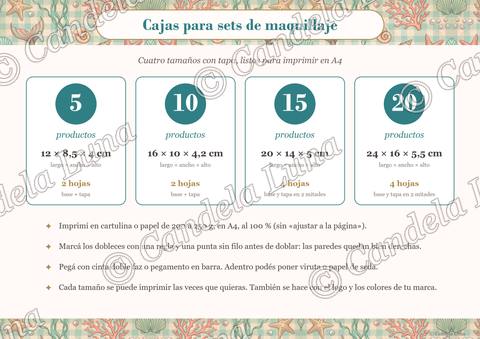 Cajas para sets de maquillaje
Cuatro tamaños con tapa, listos para imprimir en A4
5 10 15 20
productos productos productos productos
12 × 8,5 × 4 cm 16 × 10 × 4,2 cm 20 × 14 × 5 cm 24 × 16 × 5,5 cm
largo × ancho × alto largo × ancho × alto largo × ancho × alto largo × ancho × alto
2 hojas 2 hojas 4 hojas 4 hojas
base + tapa base + tapa base y tapa en 2 mitades base y tapa en 2 mitades
Imprimí en cartulina o papel de a g, en A4, al 100 % (sin «ajustar a la página»).
Marcá los dobleces con una regla y una punta sin filo antes de doblar: las paredes quedan bien derechas.
Pegá con cinta doble faz o pegamento en barra. Adentro podés poner viruta o papel de seda.
Cada tamaño se puede imprimir las veces que quieras. También se hace con el logo y los colores de tu marca.
© Candela Luna